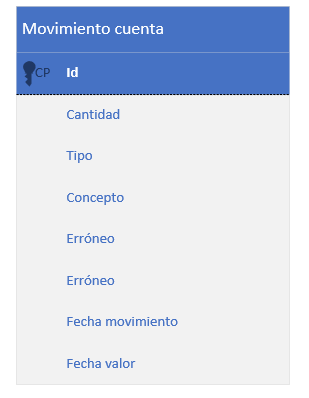 Movimiento cuenta
CP Id
Cantidad
Tipo
Concepto
Erróneo
Erróneo
Fecha movimiento
Fecha valor